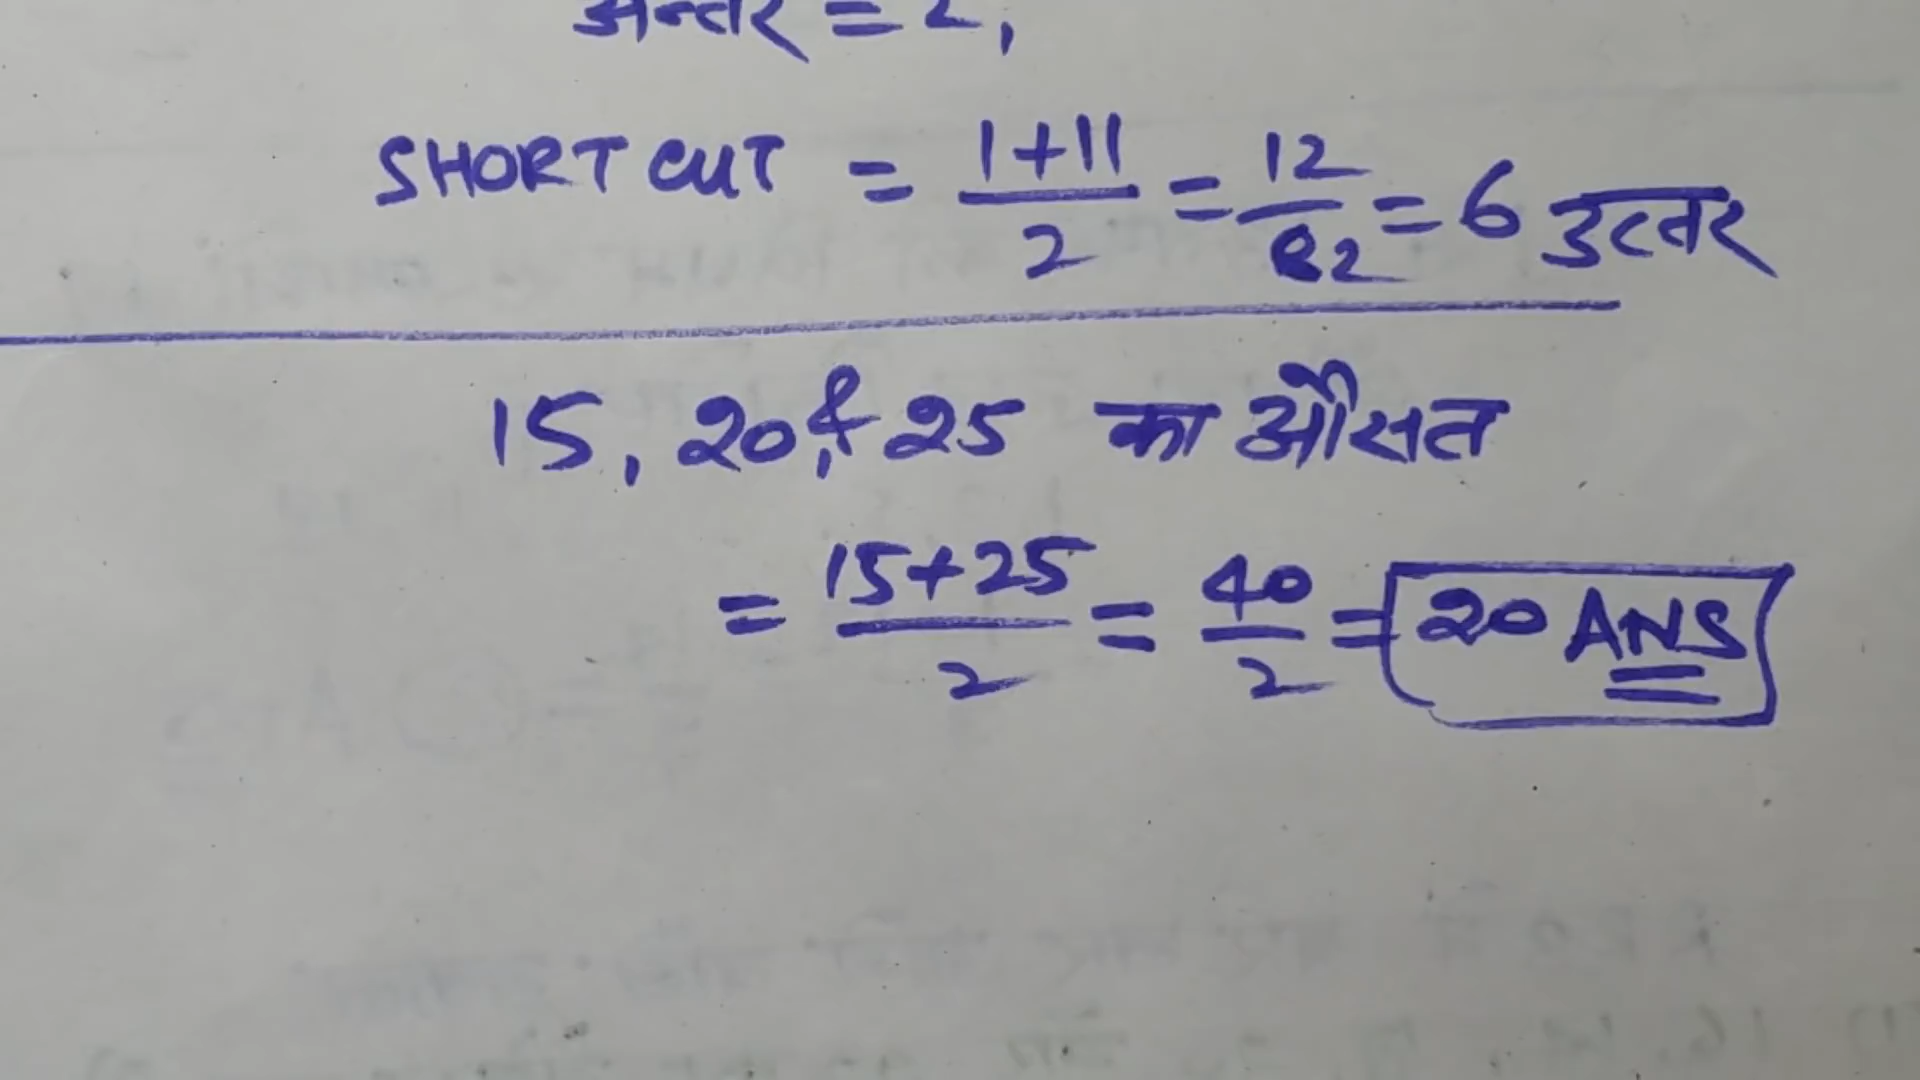 अन्तर = 2,
SHORT CUT = 1+11/2 = 12/2 = 6 उत्तर
15, 20, & 25 का औसत
= 15+25/2 = 40/2 = 20 ANS